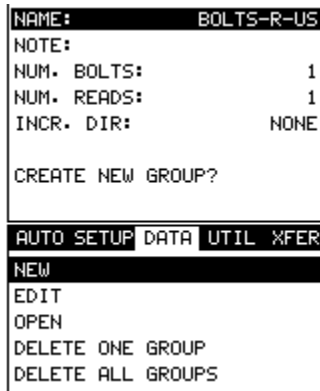 NAME: BOLTS-R-US
NOTE:
NUM. BOLTS: 1
NUM. READS: 1
INCR. DIR: NONE
CREATE NEW GROUP?
AUTO SETUP DATA UTIL XFER
NEW
EDIT
OPEN
DELETE ONE GROUP
DELETE ALL GROUPS